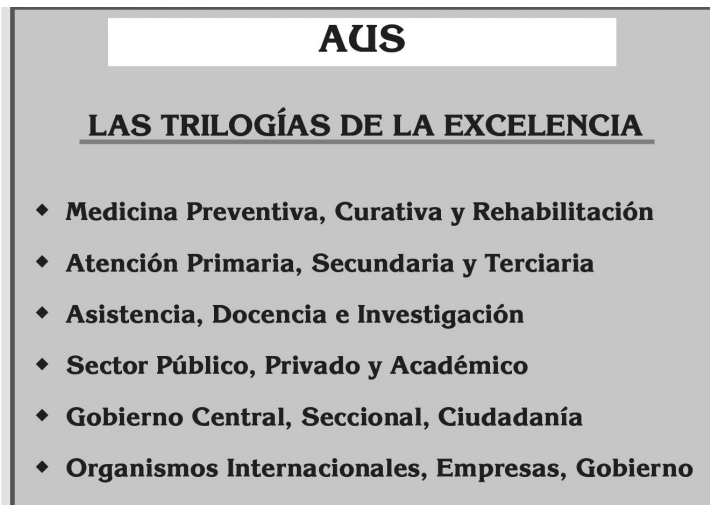 AUS
LAS TRILOGÍAS DE LA EXCELENCIA
◆ Medicina Preventiva, Curativa y Rehabilitación
◆ Atención Primaria, Secundaria y Terciaria
◆ Asistencia, Docencia e Investigación
◆ Sector Público, Privado y Académico
◆ Gobierno Central, Seccional, Ciudadanía
◆ Organismos Internacionales, Empresas, Gobierno